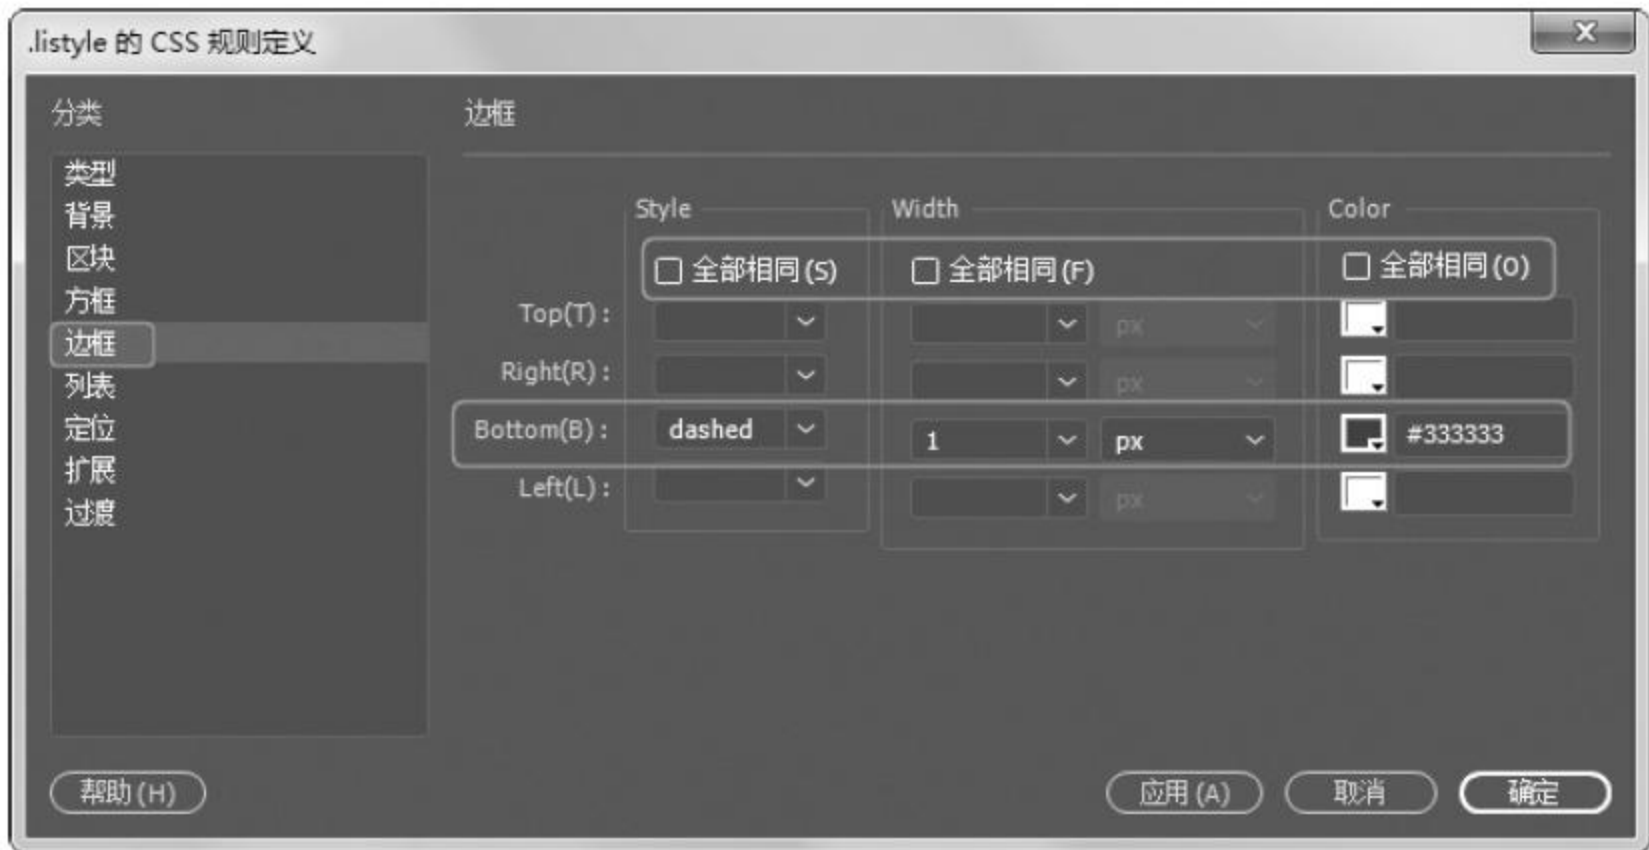 .listyle 的 CSS 规则定义
分类
边框
类型
背景
区块
方框
边框
列表
定位
扩展
过渡
Style
Width
Color
全部相同(S)
全部相同(F)
全部相同(O)
Top(T):
px
Right(R):
px
Bottom(B):
dashed
1
px
#333333
Left(L):
px
帮助(H)
应用(A)
取消
确定